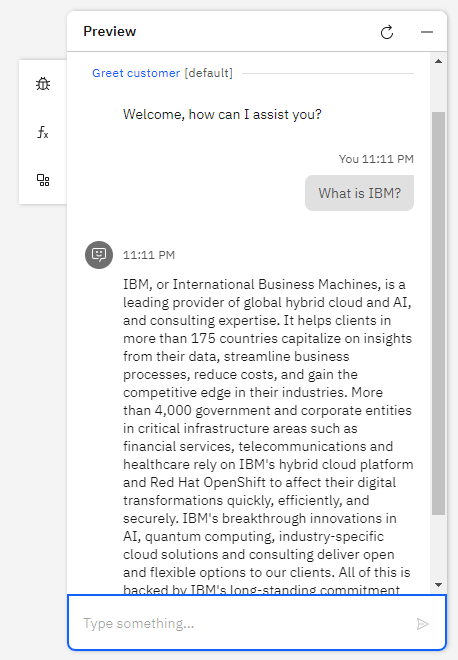 Preview
Greet customer [default]
Welcome, how can I assist you?
You 11:11 PM
What is IBM?
11:11 PM
IBM, or International Business Machines, is a
leading provider of global hybrid cloud and AI,
and consulting expertise. It helps clients in
more than 175 countries capitalize on insights
from their data, streamline business
processes, reduce costs, and gain the
competitive edge in their industries. More
than 4,000 government and corporate entities
in critical infrastructure areas such as
financial services, telecommunications and
healthcare rely on IBM's hybrid cloud platform
and Red Hat OpenShift to affect their digital
transformations quickly, efficiently, and
securely. IBM's breakthrough innovations in
AI, quantum computing, industry-specific
cloud solutions and consulting deliver open
and flexible options to our clients. All of this is
backed by IBM's long-standing commitment
Type something...
fx